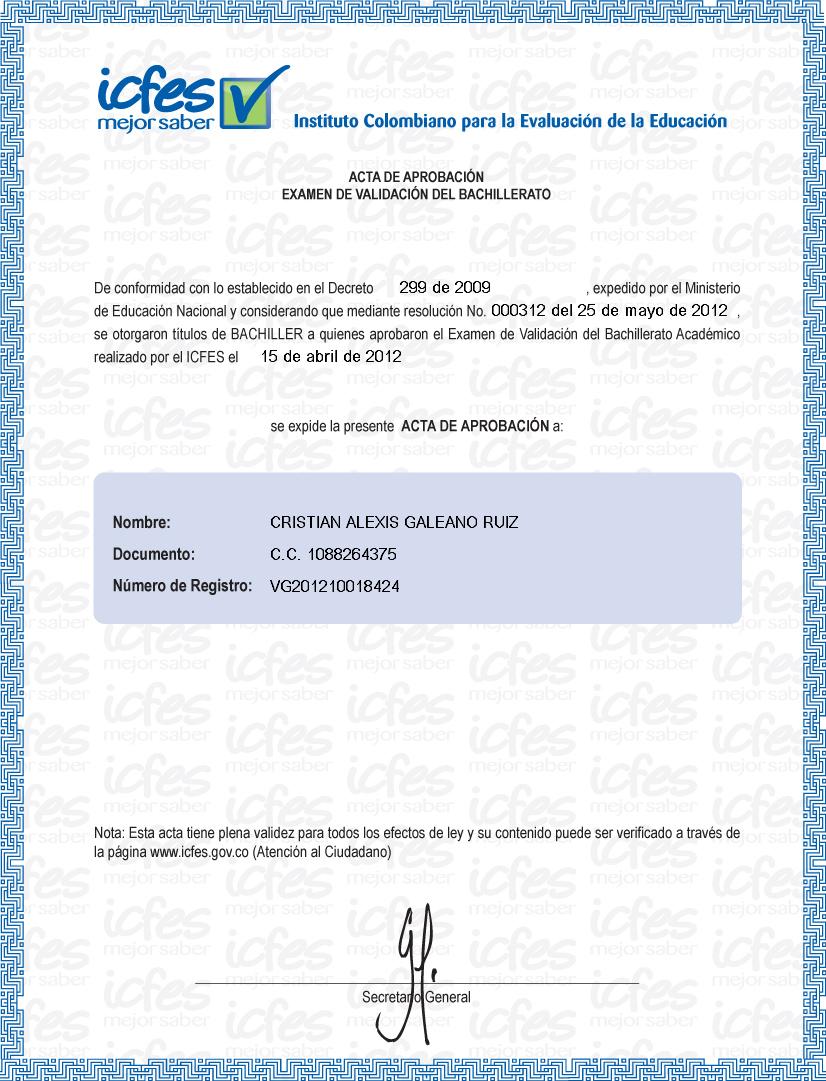 icfes
mejor saber
Instituto Colombiano para la Evaluación de la Educación
ACTA DE APROBACIÓN
EXAMEN DE VALIDACIÓN DEL BACHILLERATO
De conformidad con lo establecido en el Decreto 299 de 2009 , expedido por el Ministerio
de Educación Nacional y considerando que mediante resolución No. 000312 del 25 de mayo de 2012 ,
se otorgaron títulos de BACHILLER a quienes aprobaron el Examen de Validación del Bachillerato Académico
realizado por el ICFES el 15 de abril de 2012
se expide la presente ACTA DE APROBACIÓN a:
Nombre: CRISTIAN ALEXIS GALEANO RUIZ
Documento: C.C. 1088264375
Número de Registro: VG201210018424
Nota: Esta acta tiene plena validez para todos los efectos de ley y su contenido puede ser verificado a través de
la página www.icfes.gov.co (Atención al Ciudadano)
Secretario General